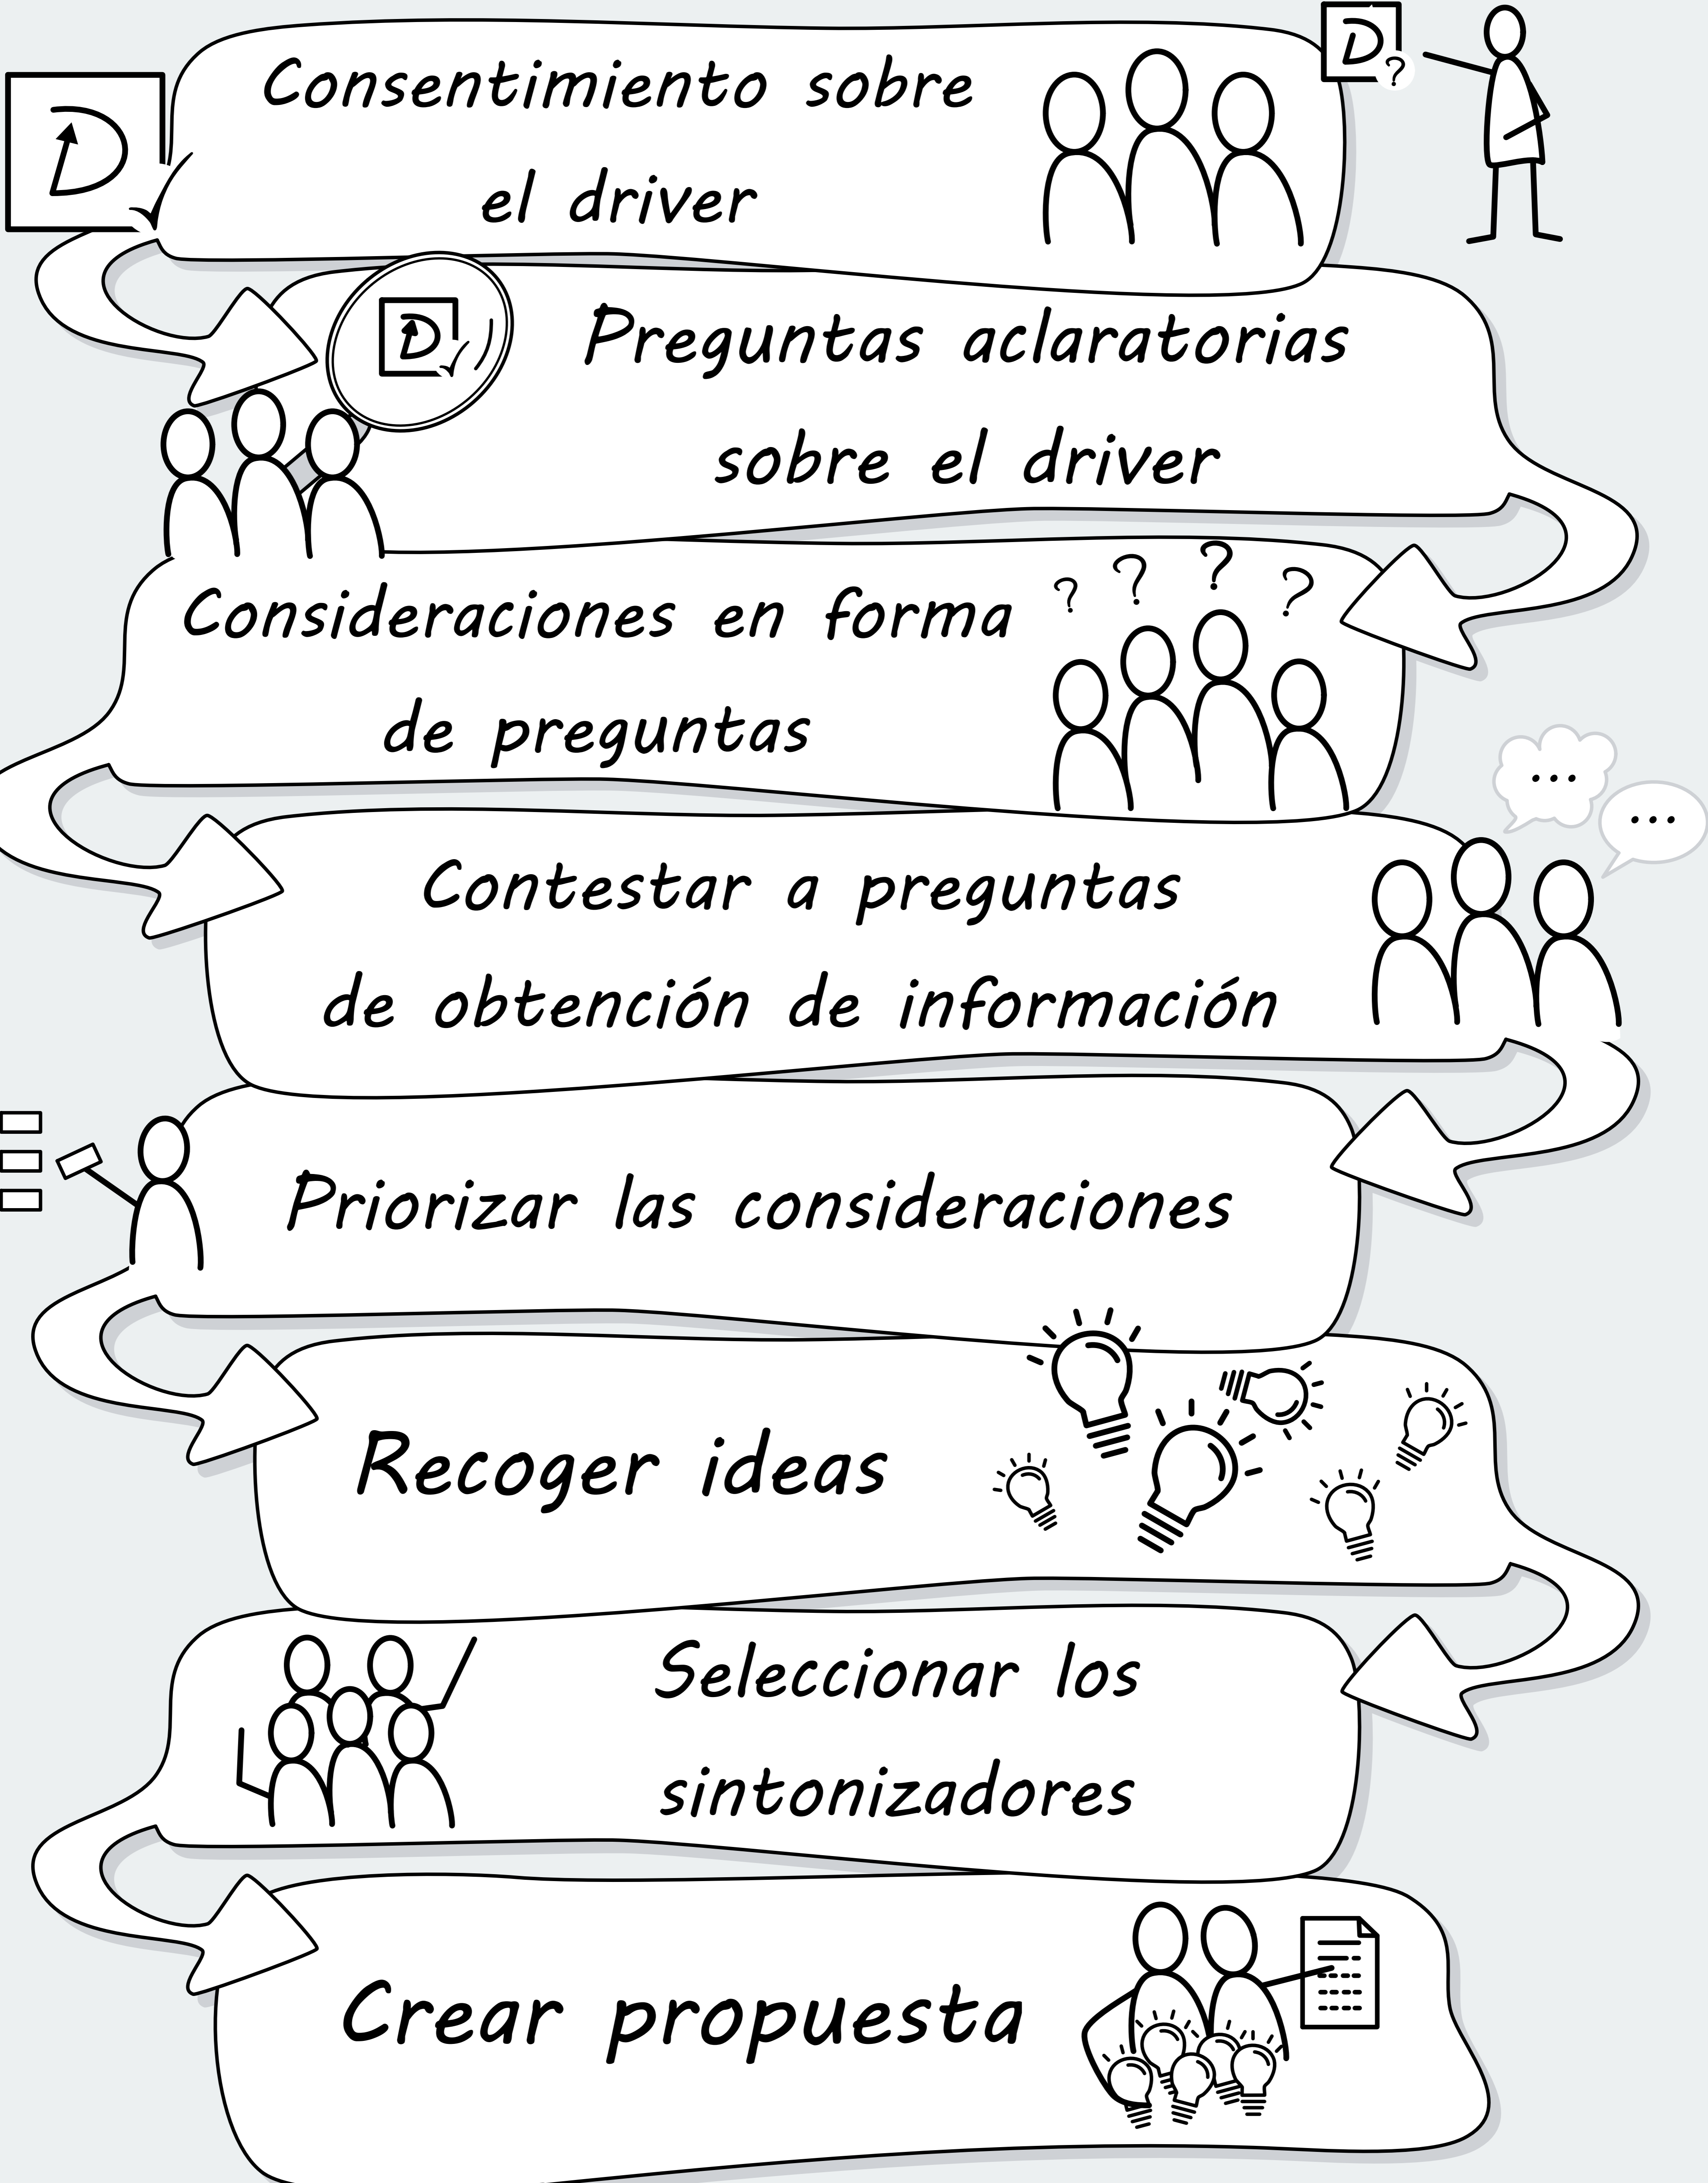 Consentimiento sobre
el driver
D
D
?
D
Preguntas aclaratorias
sobre el driver
? ? ? ?
Consideraciones en forma
de preguntas
...
...
Contestar a preguntas
de obtención de información
Priorizar las consideraciones
Recoger ideas
Seleccionar los
sintonizadores
Crear propuesta